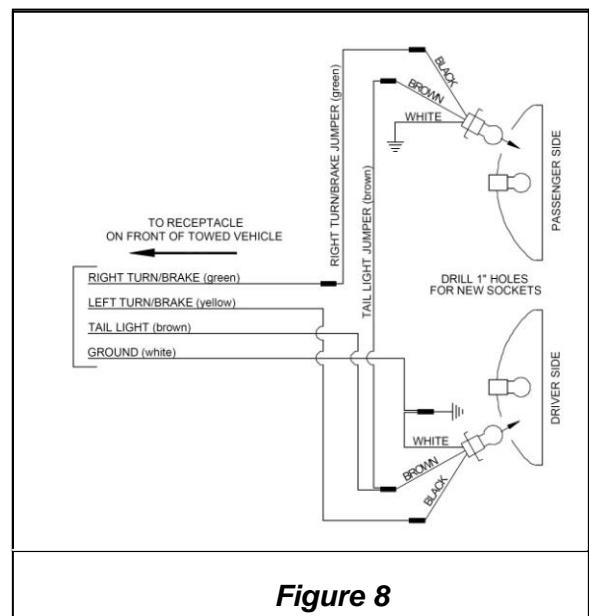 BLACK
BROWN
WHITE
RIGHT TURN/BRAKE JUMPER (green)
TAIL LIGHT JUMPER (brown)
PASSENGER SIDE
TO RECEPTACLE
ON FRONT OF TOWED VEHICLE
RIGHT TURN/BRAKE (green)
LEFT TURN/BRAKE (yellow)
TAIL LIGHT (brown)
GROUND (white)
DRILL 1" HOLES
FOR NEW SOCKETS
DRIVER SIDE
WHITE
BROWN
BLACK
Figure 8